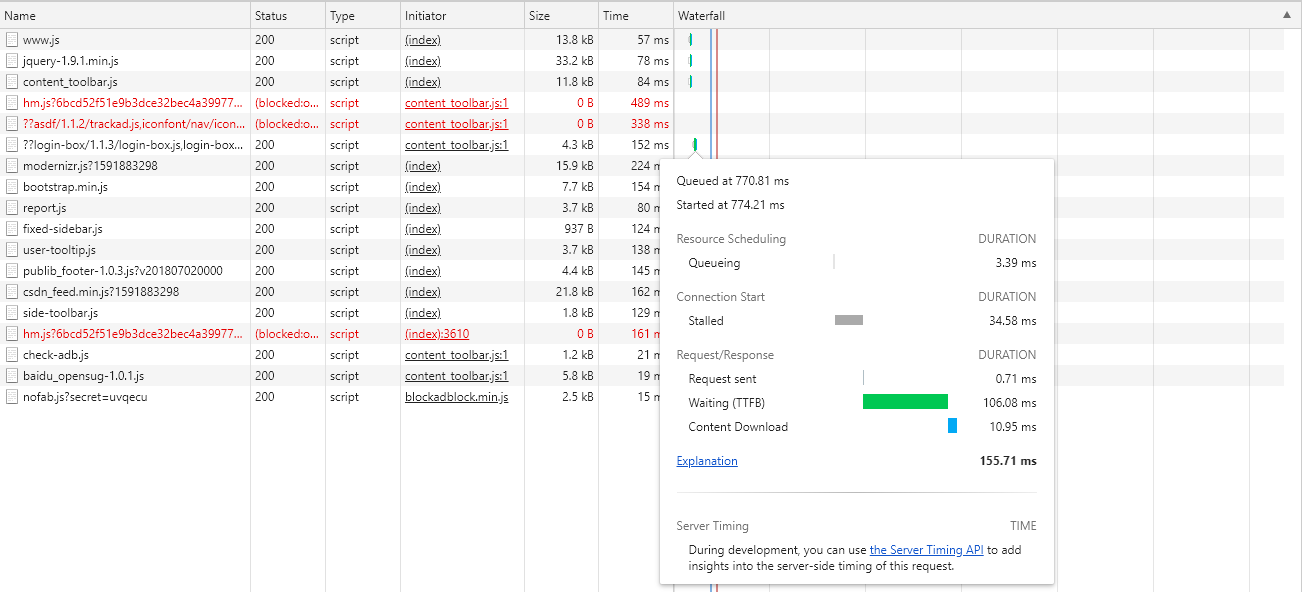 Name Status Type Initiator Size Time Waterfall
www.js 200 script (index) 13.8 kB 57 ms
jquery-1.9.1.min.js 200 script (index) 33.2 kB 78 ms
content_toolbar.js 200 script (index) 11.8 kB 84 ms
hm.js?6bcd52f51e9b3dce32bec4a39977... (blocked:o... script content_toolbar.js:1 0 B 489 ms
??asdf/1.1.2/trackad.js,iconfont/nav/icon... (blocked:o... script content_toolbar.js:1 0 B 338 ms
??login-box/1.1.3/login-box.js,login-box... 200 script content_toolbar.js:1 4.3 kB 152 ms
modernizr.js?1591883298 200 script (index) 15.9 kB 224 m
bootstrap.min.js 200 script (index) 7.7 kB 154 m
report.js 200 script (index) 3.7 kB 80 m
fixed-sidebar.js 200 script (index) 937 B 124 m
user-tooltip.js 200 script (index) 3.7 kB 138 m
publib_footer-1.0.3.js?v201807020000 200 script (index) 4.4 kB 145 m
csdn_feed.min.js?1591883298 200 script (index) 21.8 kB 162 m
side-toolbar.js 200 script (index) 1.8 kB 129 m
hm.js?6bcd52f51e9b3dce32bec4a39977... (blocked:o... script (index):3610 0 B 161 m
check-adb.js 200 script content_toolbar.js:1 1.2 kB 21 m
baidu_opensug-1.0.1.js 200 script content_toolbar.js:1 5.8 kB 19 m
nofab.js?secret=uvqecu 200 script blockadblock.min.js 2.5 kB 15 m
Queued at 770.81 ms
Started at 774.21 ms
Resource Scheduling DURATION
Queueing 3.39 ms
Connection Start DURATION
Stalled 34.58 ms
Request/Response DURATION
Request sent 0.71 ms
Waiting (TTFB) 106.08 ms
Content Download 10.95 ms
Explanation 155.71 ms
Server Timing TIME
During development, you can use the Server Timing API to add
insights into the server-side timing of this request.